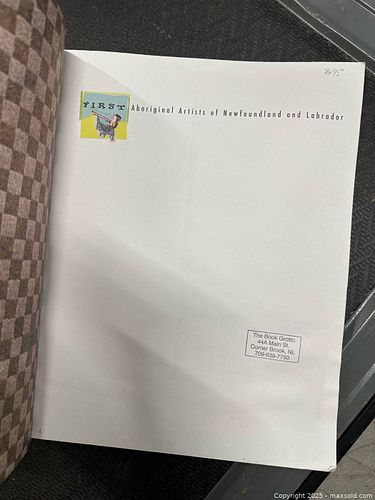 FIRST
Aboriginal Artists of Newfoundland and Labrador
The Book Grotto
44A Main St.
Corner Brook, NL
709-639-7750
Copyright 2025 - maxsold.com